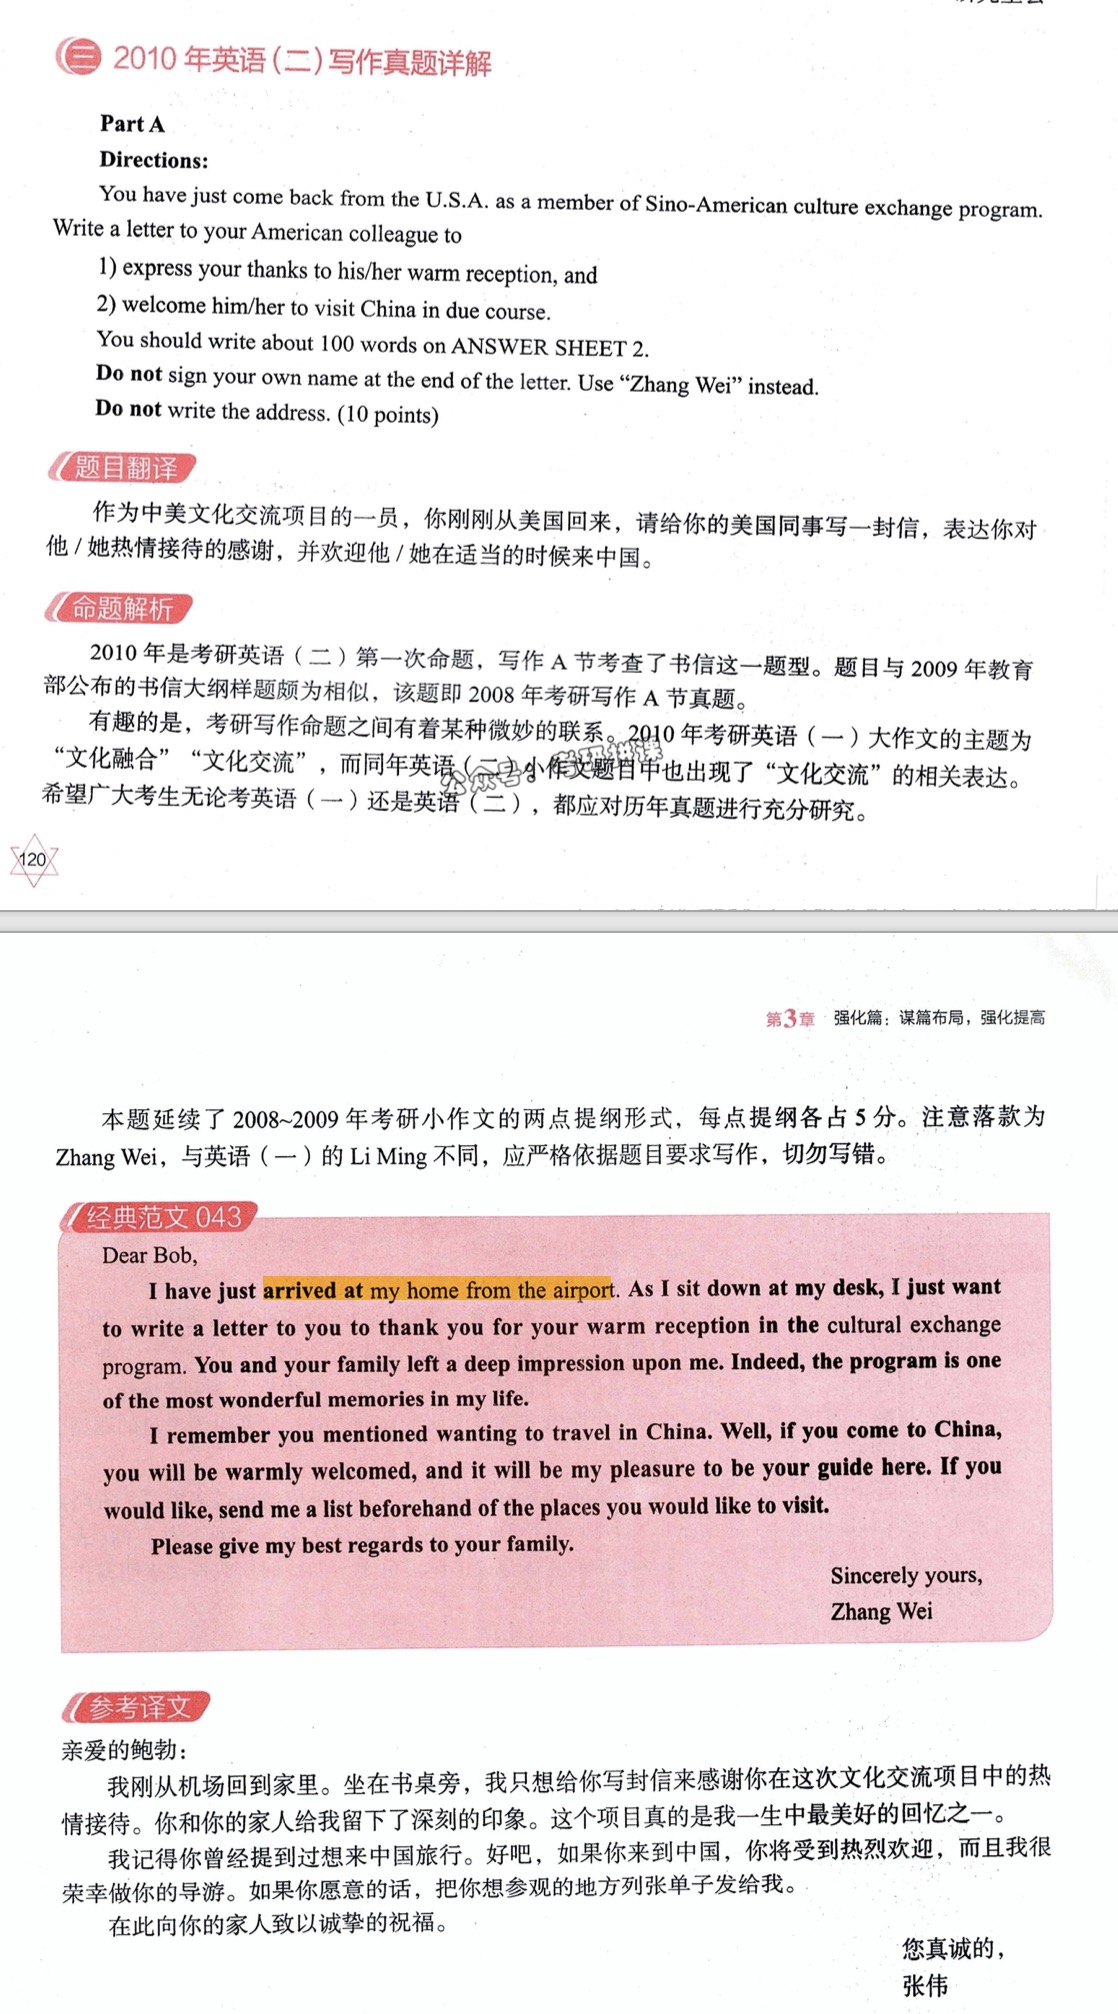 三 2010 年英语（二）写作真题详解
Part A
Directions:
You have just come back from the U.S.A. as a member of Sino-American culture exchange program.
Write a letter to your American colleague to
1) express your thanks to his/her warm reception, and
2) welcome him/her to visit China in due course.
You should write about 100 words on ANSWER SHEET 2.
Do not sign your own name at the end of the letter. Use “Zhang Wei” instead.
Do not write the address. (10 points)
题目翻译
作为中美文化交流项目的一员，你刚刚从美国回来，请给你的美国同事写一封信，表达你对
他 / 她热情接待的感谢，并欢迎他 / 她在适当的时候来中国。
命题解析
2010 年是考研英语（二）第一次命题，写作 A 节考查了书信这一题型。题目与 2009 年教育
部公布的书信大纲样题颇为相似，该题即 2008 年考研写作 A 节真题。
有趣的是，考研写作命题之间有着某种微妙的联系。2010 年考研英语（一）大作文的主题为
“文化融合”“文化交流”，而同年英语（二）小作文题目中也出现了“文化交流”的相关表达。
公众号：考研拼课
希望广大考生无论考英语（一）还是英语（二），都应对历年真题进行充分研究。
120
第3章 强化篇：谋篇布局，强化提高
本题延续了 2008~2009 年考研小作文的两点提纲形式，每点提纲各占 5 分。注意落款为
Zhang Wei，与英语（一）的 Li Ming 不同，应严格依据题目要求写作，切勿写错。
经典范文 043
Dear Bob,
I have just arrived at my home from the airport. As I sit down at my desk, I just want
to write a letter to you to thank you for your warm reception in the cultural exchange
program. You and your family left a deep impression upon me. Indeed, the program is one
of the most wonderful memories in my life.
I remember you mentioned wanting to travel in China. Well, if you come to China,
you will be warmly welcomed, and it will be my pleasure to be your guide here. If you
would like, send me a list beforehand of the places you would like to visit.
Please give my best regards to your family.
Sincerely yours,
Zhang Wei
参考译文
亲爱的鲍勃：
我刚从机场回到家里。坐在书桌旁，我只想给你写封信来感谢你在这次文化交流项目中的热
情接待。你和你的家人给我留下了深刻的印象。这个项目真的是我一生中最美好的回忆之一。
我记得你曾经提到过想来中国旅行。好吧，如果你来到中国，你将受到热烈欢迎，而且我很
荣幸做你的导游。如果你愿意的话，把你想参观的地方列张单子发给我。
在此向你的家人致以诚挚的祝福。
您真诚的，
张伟